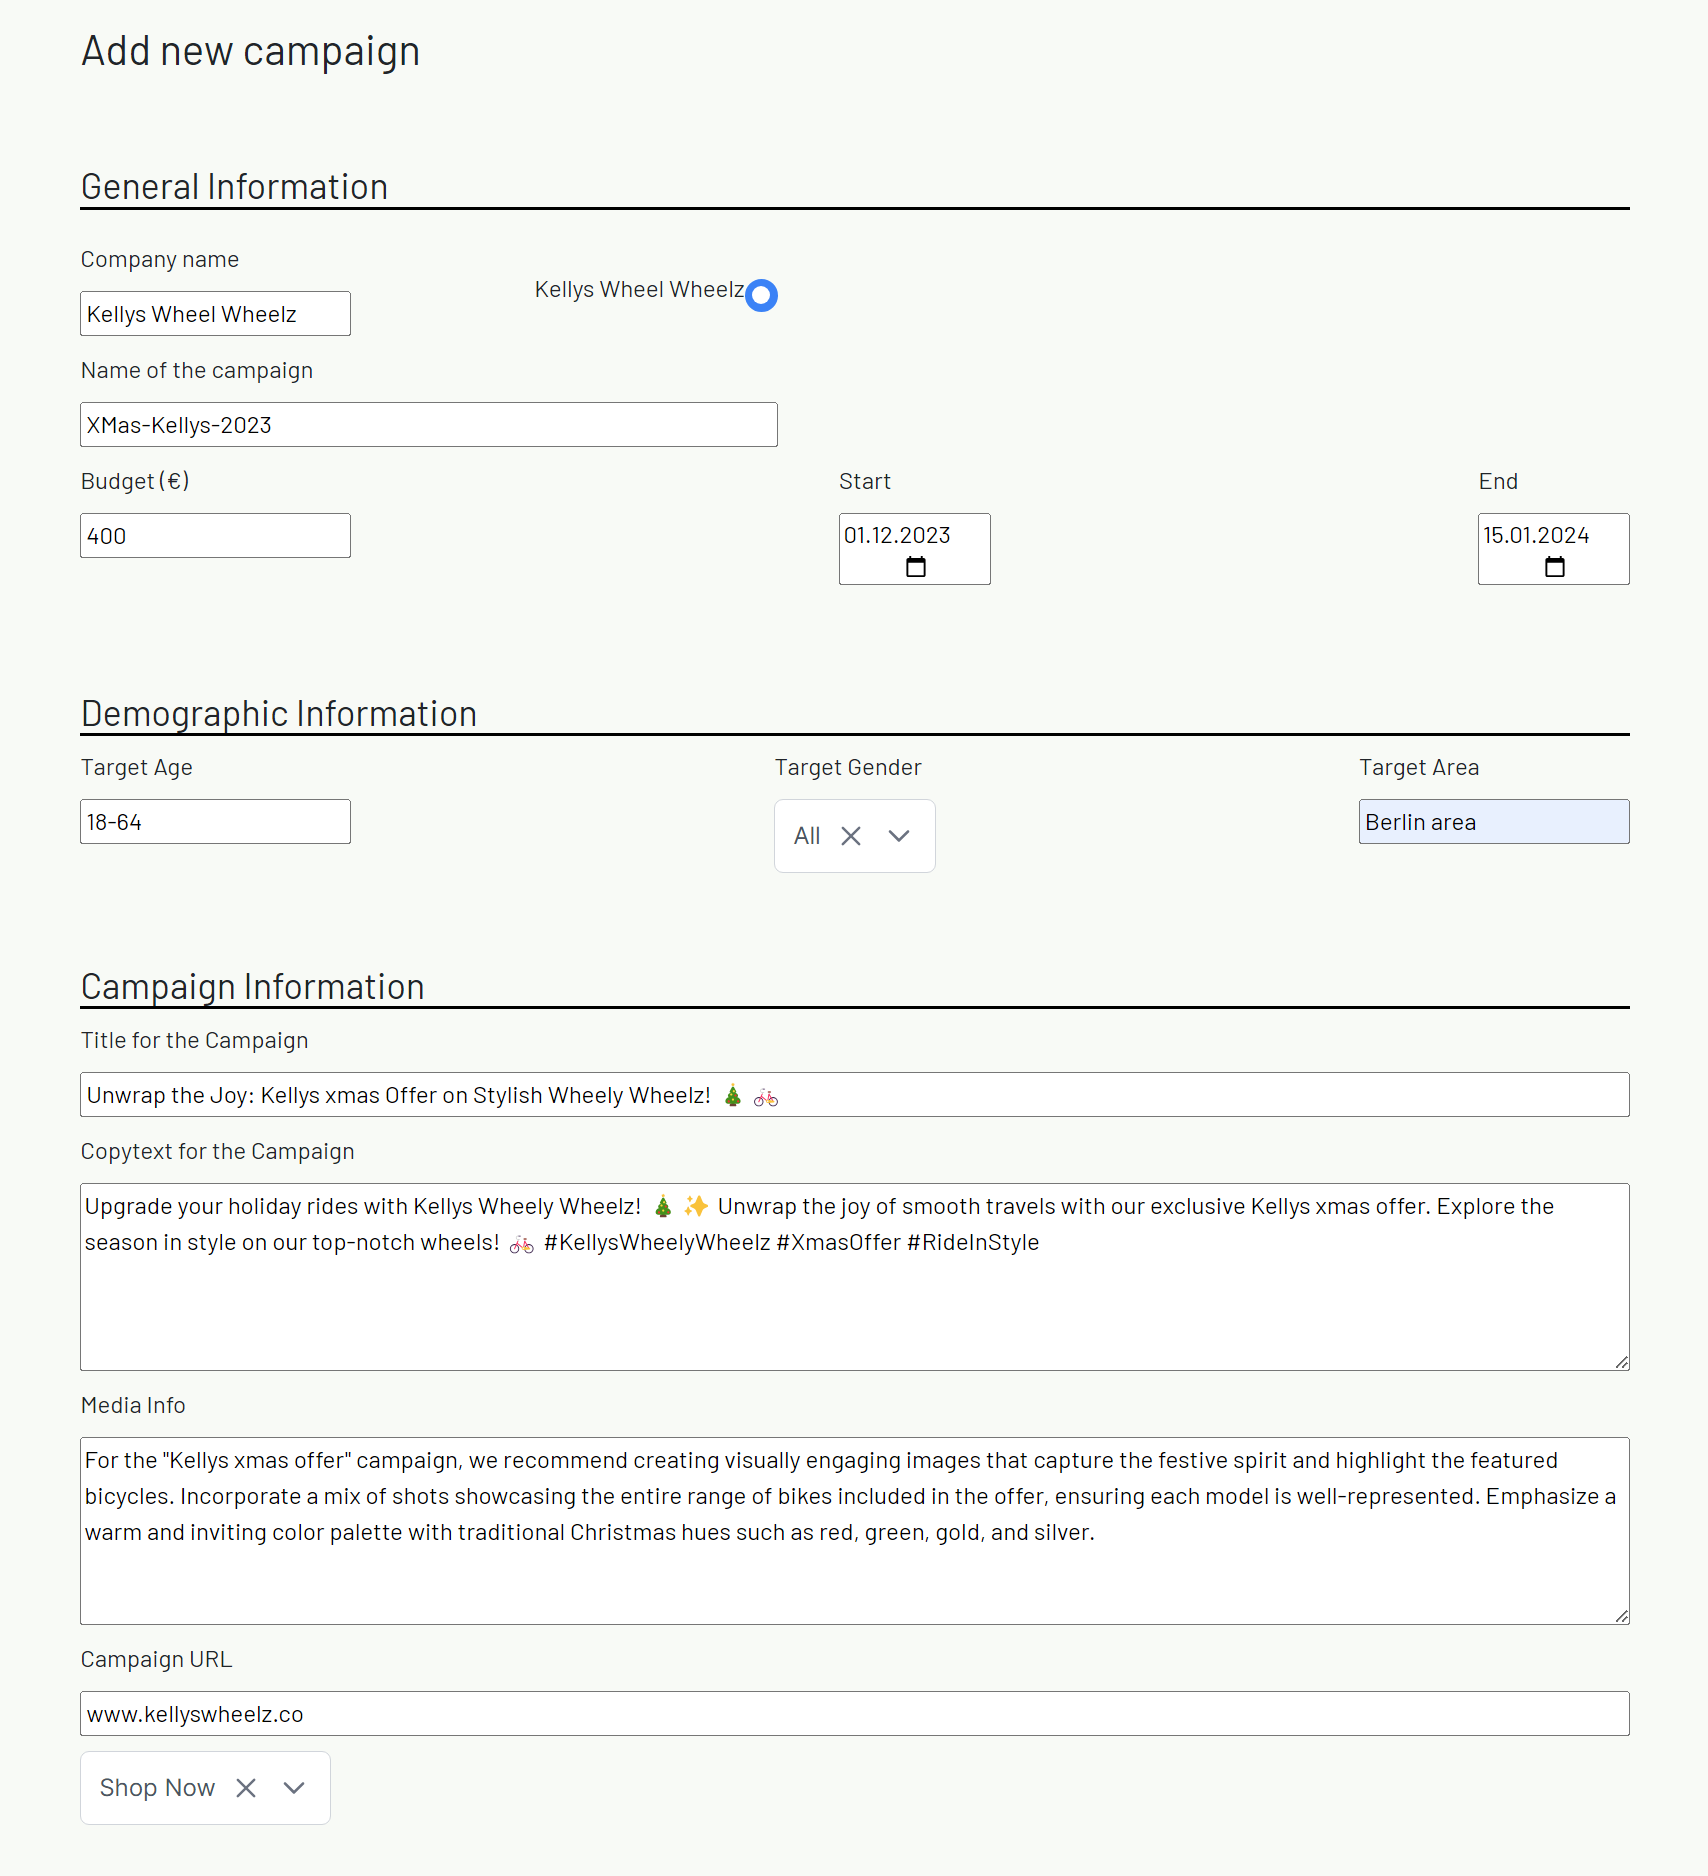 Add new campaign
General Information
Company name
Kellys Wheel Wheelz
Kellys Wheel Wheelz
Name of the campaign
XMas-Kellys-2023
Budget (€) Start End
400 01.12.2023 15.01.2024
Demographic Information
Target Age Target Gender Target Area
18-64 All Berlin area
Campaign Information
Title for the Campaign
Unwrap the Joy: Kellys xmas Offer on Stylish Wheely Wheelz! 🎄 🚲
Copytext for the Campaign
Upgrade your holiday rides with Kellys Wheely Wheelz! 🎄 ✨ Unwrap the joy of smooth travels with our exclusive Kellys xmas offer. Explore the
season in style on our top-notch wheels! 🚲 #KellysWheelyWheelz #XmasOffer #RideInStyle
Media Info
For the "Kellys xmas offer" campaign, we recommend creating visually engaging images that capture the festive spirit and highlight the featured
bicycles. Incorporate a mix of shots showcasing the entire range of bikes included in the offer, ensuring each model is well-represented. Emphasize a
warm and inviting color palette with traditional Christmas hues such as red, green, gold, and silver.
Campaign URL
www.kellyswheelz.co
Shop Now